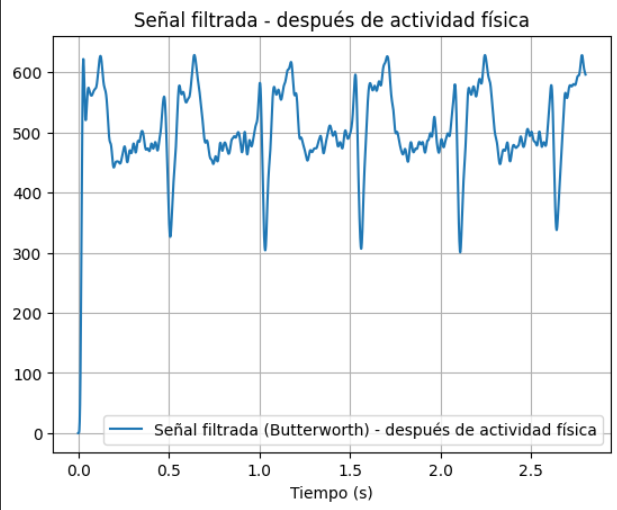 Señal filtrada - después de actividad física
600
500
400
300
200
100
0
Señal filtrada (Butterworth) - después de actividad física
0.0 0.5 1.0 1.5 2.0 2.5
Tiempo (s)